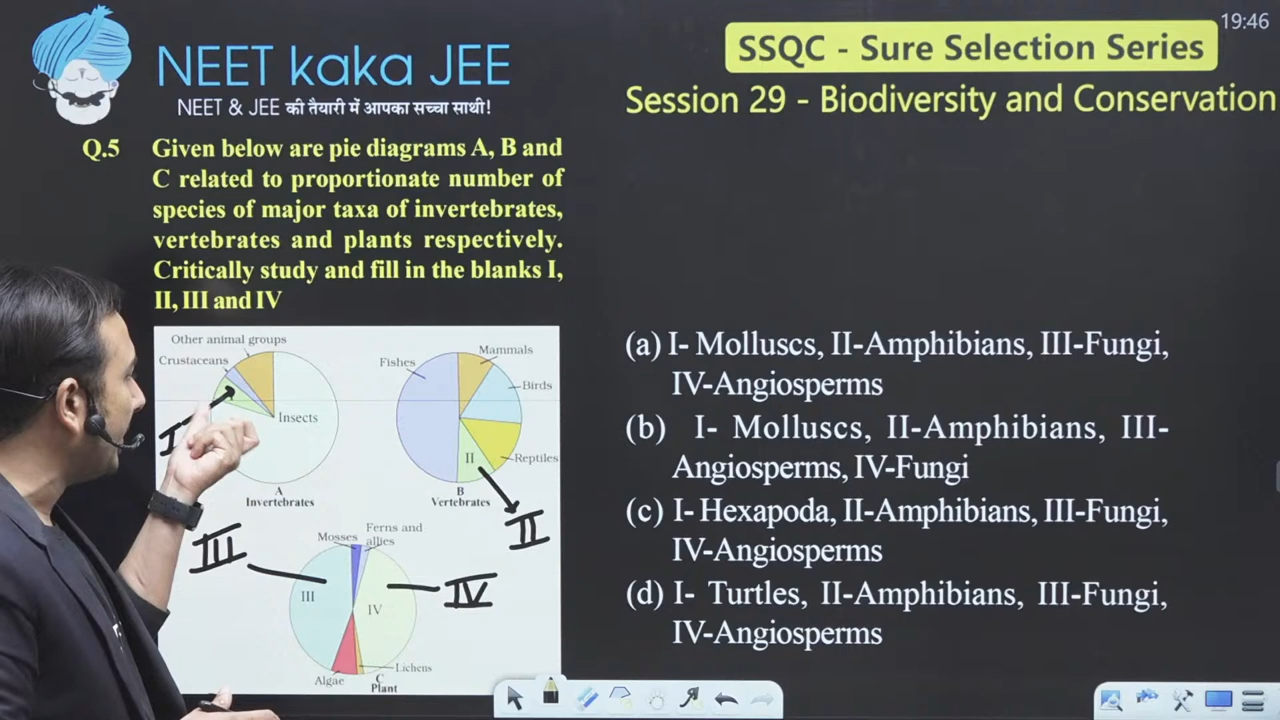 19:46
NEET kaka JEE
NEET & JEE की तैयारी में आपका सच्चा साथी!
SSQC - Sure Selection Series
Session 29 - Biodiversity and Conservation
Q.5 Given below are pie diagrams A, B and
C related to proportionate number of
species of major taxa of invertebrates,
vertebrates and plants respectively.
Critically study and fill in the blanks I,
II, III and IV
Other animal groups
Crustaceans
Insects
I
A
Invertebrates
Fishes
Mammals
Birds
Reptiles
II
B
Vertebrates
II
III
Mosses
Ferns and
allies
III
IV
IV
Lichens
Algae
C
Plant
(a) I- Molluscs, II-Amphibians, III-Fungi,
IV-Angiosperms
(b) I- Molluscs, II-Amphibians, III-
Angiosperms, IV-Fungi
(c) I- Hexapoda, II-Amphibians, III-Fungi,
IV-Angiosperms
(d) I- Turtles, II-Amphibians, III-Fungi,
IV-Angiosperms